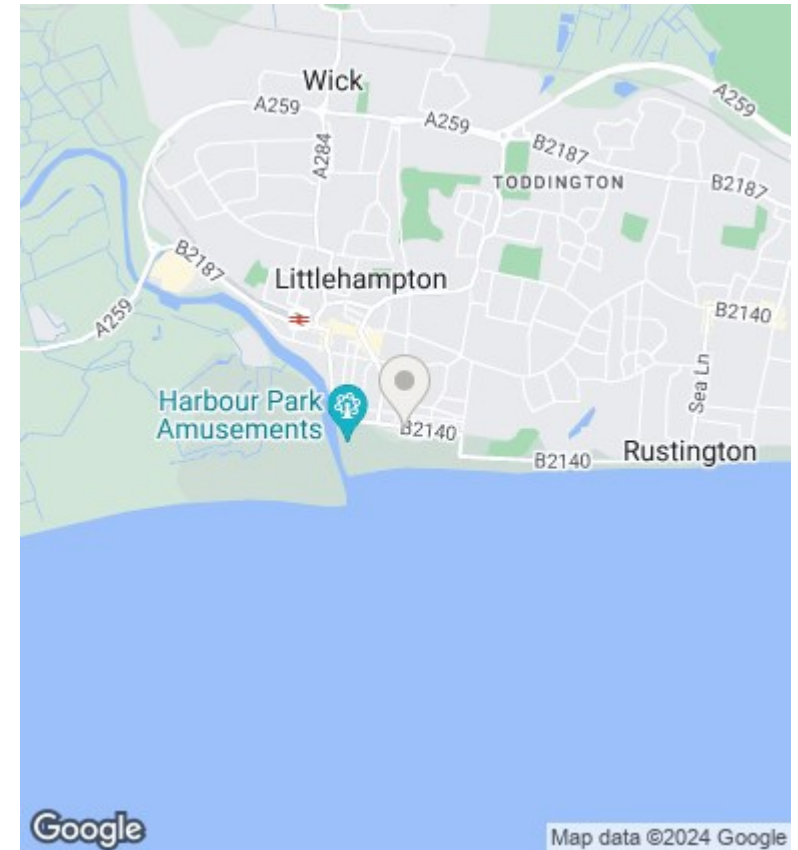 Wick
A259
A259
A259
A284
B2187
TODDINGTON
B2187
B2187
Littlehampton
A259
B2140
Sea Ln
Harbour Park
Amusements
B2140
B2140
Rustington
Google
Map data ©2024 Google